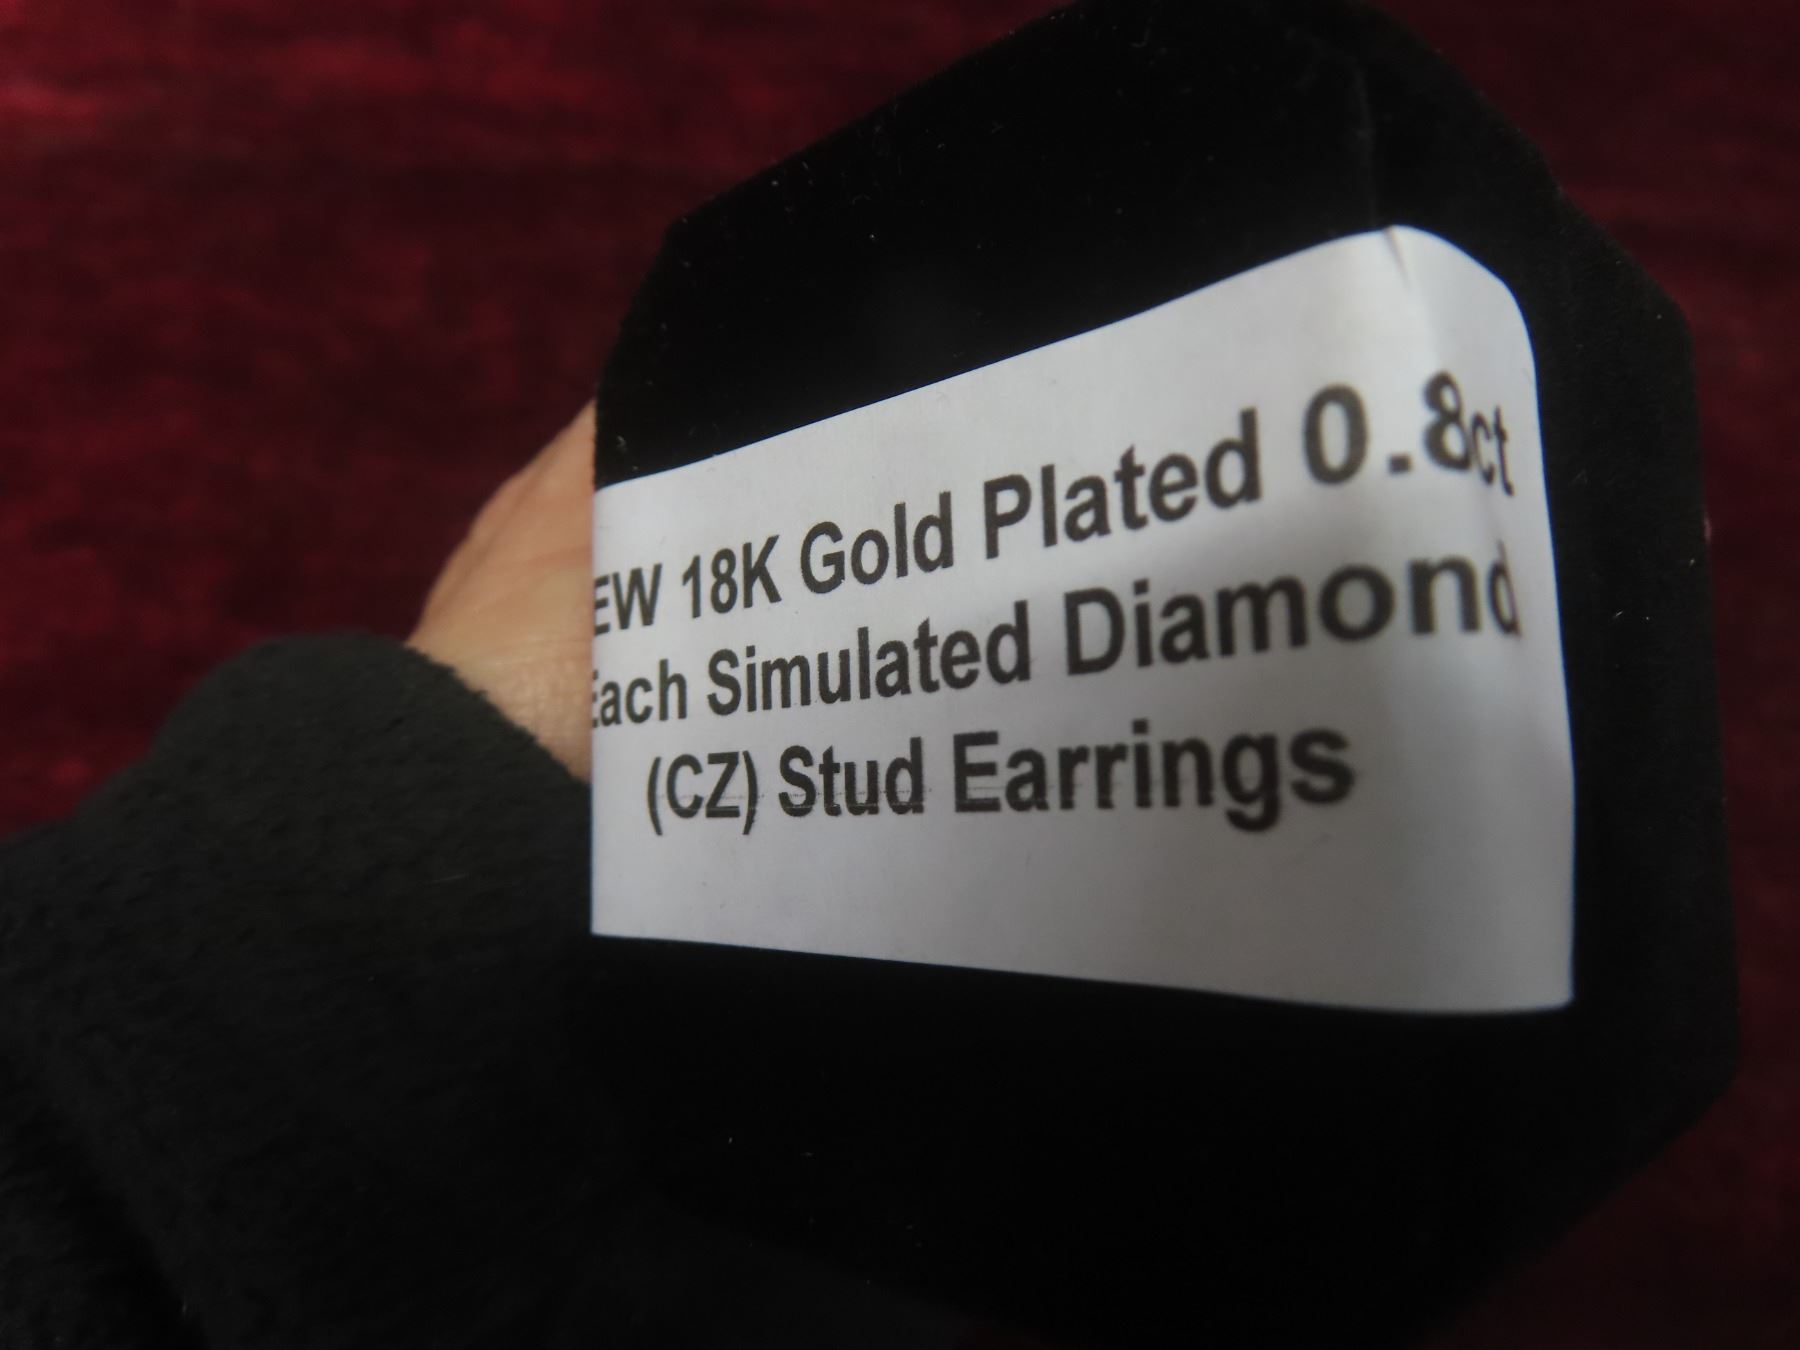 EW 18K Gold Plated 0.8ct
Each Simulated Diamond
(CZ) Stud Earrings